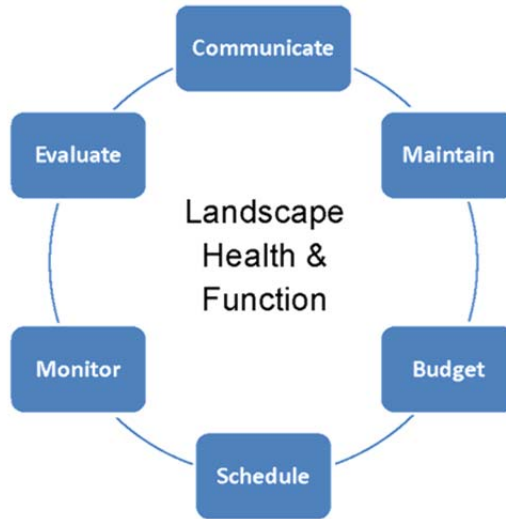 Communicate
Maintain
Budget
Schedule
Monitor
Evaluate
Landscape
Health &
Function